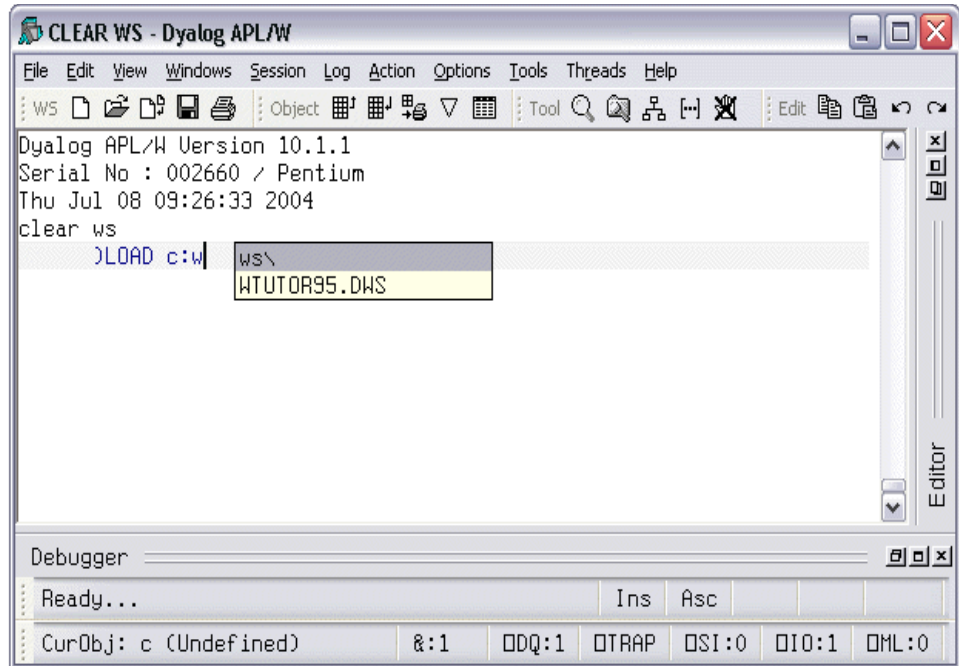 CLEAR WS - Dyalog APL/W
File Edit View Windows Session Log Action Options Tools Threads Help
WS Object Tool Edit
Dyalog APL/W Version 10.1.1
Serial No : 002660 / Pentium
Thu Jul 08 09:26:33 2004
clear ws
)LOAD c:w
ws\
WTUTOR95.DWS
Editor
Debugger
Ready... Ins Asc
CurObj: c (Undefined) &:1 ⎕DQ:1 ⎕TRAP ⎕SI:0 ⎕IO:1 ⎕ML:0